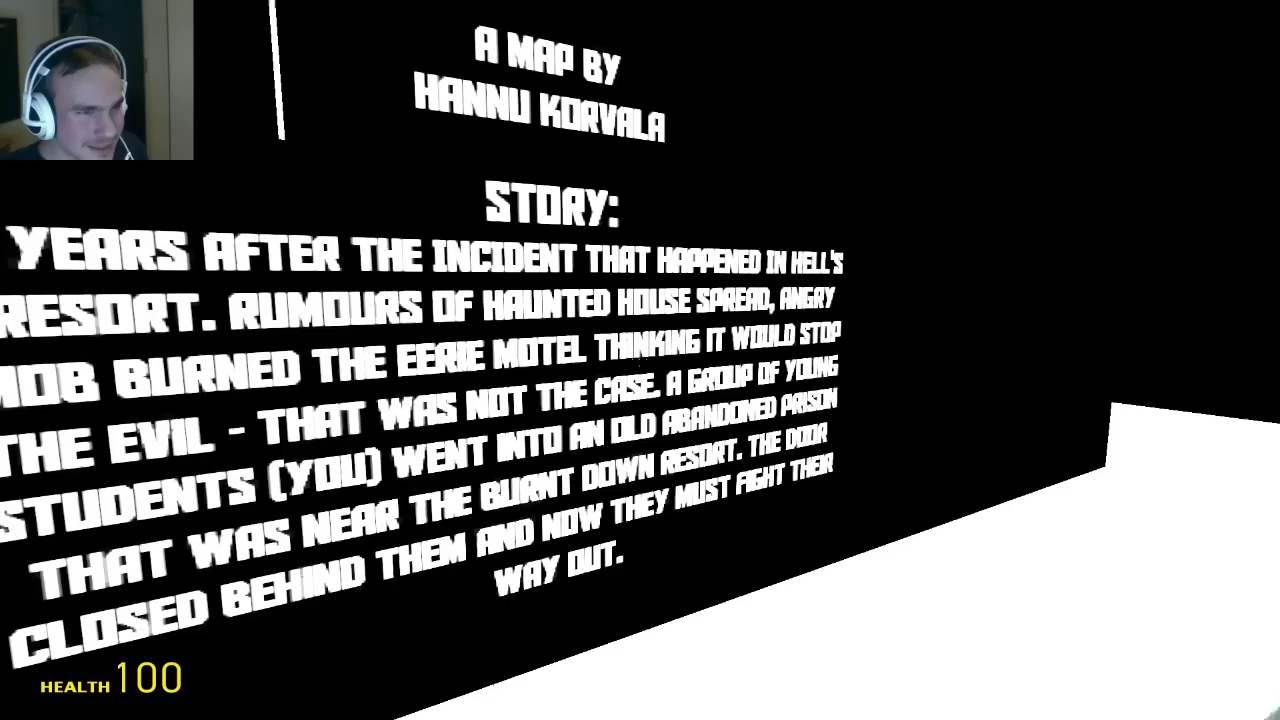 A MAP BY
HANNU KORVALA
STORY:
YEARS AFTER THE INCIDENT THAT HAPPENED IN HELL'S
RESORT. RUMOURS OF HAUNTED HOUSE SPREAD, ANGRY
MOB BURNED THE EERIE MOTEL THINKING IT WOULD STOP
THE EVIL - THAT WAS NOT THE CASE. A GROUP OF YOUNG
STUDENTS (YOU) WENT INTO AN OLD ABANDONED PRISON
THAT WAS NEAR THE BURNT DOWN RESORT. THE DOOR
CLOSED BEHIND THEM AND NOW THEY MUST FIGHT THEIR
WAY OUT.
HEALTH 100